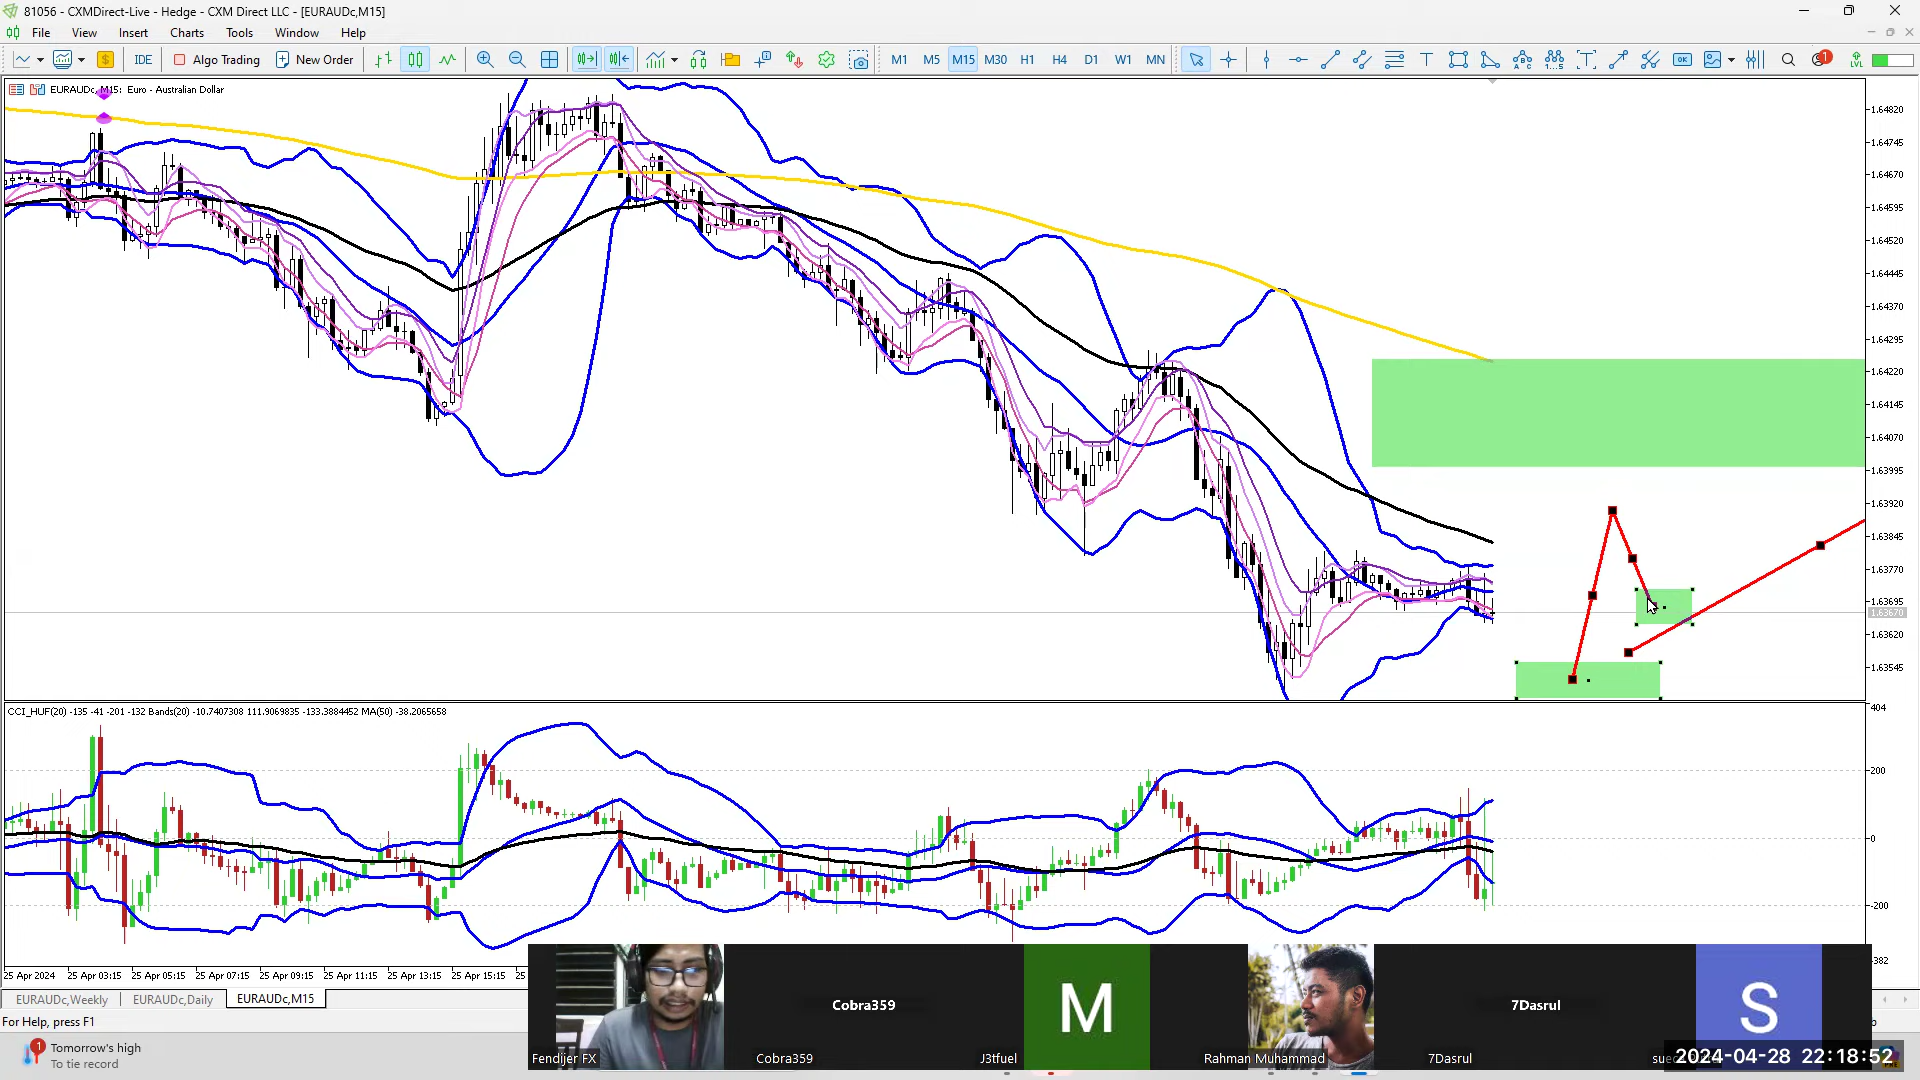 81056 - CXMDirect-Live - Hedge - CXM Direct LLC - [EURAUDc,M15]
File View Insert Charts Tools Window Help
IDE Algo Trading New Order M1 M5 M15 M30 H1 H4 D1 W1 MN
EURAUDc, M15: Euro - Australian Dollar
1.64820
1.64745
1.64670
1.64595
1.64520
1.64445
1.64370
1.64295
1.64220
1.64145
1.64070
1.63995
1.63920
1.63845
1.63770
1.63695
1.63670
1.63620
1.63545
CCI_HUF(20) -135 -41 -201 -132 Bands(20) -10.7407308 111.9069835 -133.3884452 MA(50) -38.2065658
404
200
0
-200
-382
25 Apr 2024 25 Apr 03:15 25 Apr 05:15 25 Apr 07:15 25 Apr 09:15 25 Apr 11:15 25 Apr 13:15 25 Apr 15:15
EURAUDc,Weekly EURAUDc,Daily EURAUDc,M15
For Help, press F1
1
Tomorrow's high
To tie record
Cobra359 M 7Dasrul S
Fendijer FX Cobra359 J3tfuel Rahman Muhammad 7Dasrul
2024-04-28 22:18:52